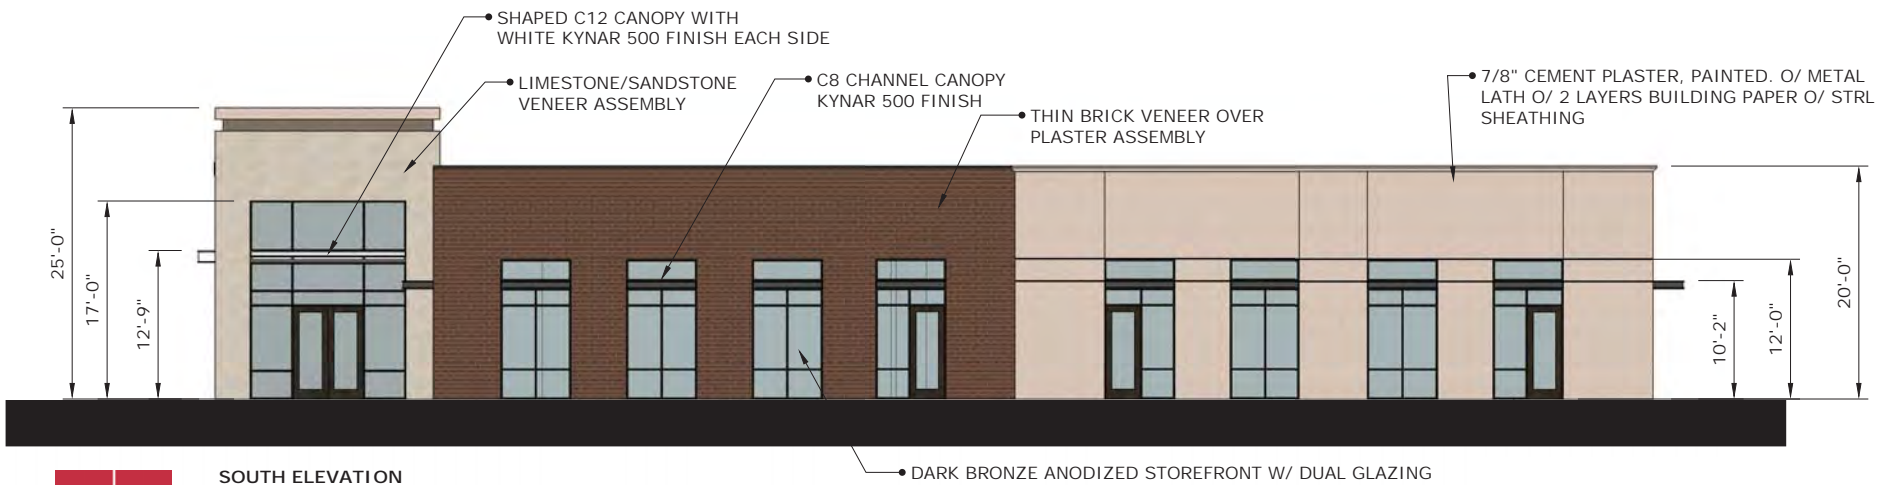 SHAPED C12 CANOPY WITH
WHITE KYNAR 500 FINISH EACH SIDE
LIMESTONE/SANDSTONE
VENEER ASSEMBLY
C8 CHANNEL CANOPY
KYNAR 500 FINISH
THIN BRICK VENEER OVER
PLASTER ASSEMBLY
7/8" CEMENT PLASTER, PAINTED. O/ METAL
LATH O/ 2 LAYERS BUILDING PAPER O/ STRL
SHEATHING
25'-0"
17'-0"
12'-9"
10'-2"
12'-0"
20'-0"
DARK BRONZE ANODIZED STOREFRONT W/ DUAL GLAZING
SOUTH ELEVATION